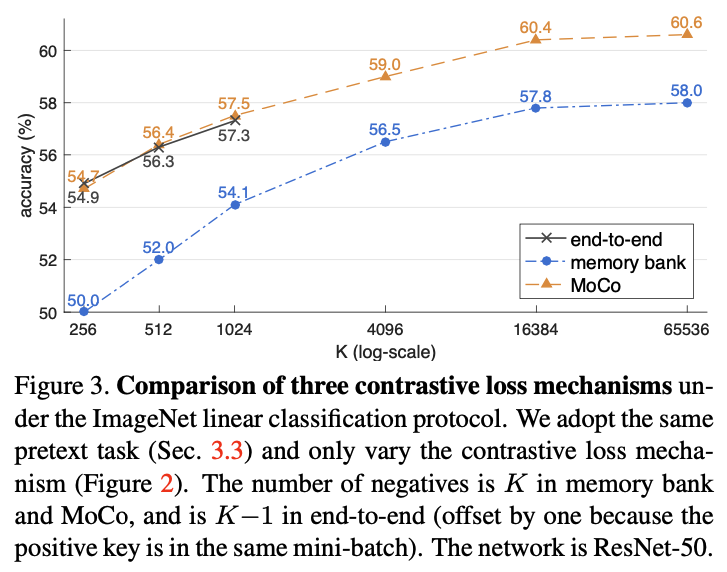 60
58
56
54
52
50
accuracy (%)
60.6
60.4
59.0
57.5
56.4
54.7
57.3
56.3
54.9
58.0
57.8
56.5
54.1
52.0
50.0
end-to-end
memory bank
MoCo
256 512 1024 4096 16384 65536
K (log-scale)
Figure 3. Comparison of three contrastive loss mechanisms un-
der the ImageNet linear classification protocol. We adopt the same
pretext task (Sec. 3.3) and only vary the contrastive loss mecha-
nism (Figure 2). The number of negatives is K in memory bank
and MoCo, and is K−1 in end-to-end (offset by one because the
positive key is in the same mini-batch). The network is ResNet-50.